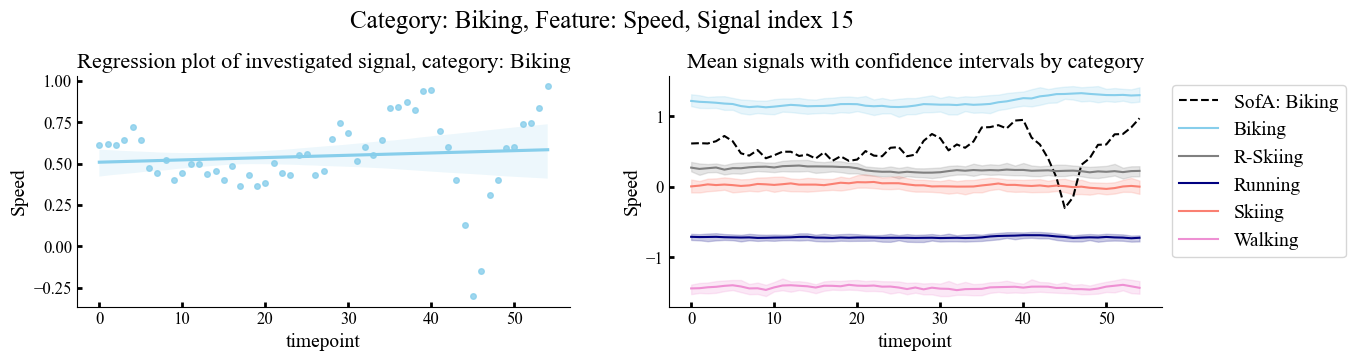 Category: Biking, Feature: Speed, Signal index 15
Regression plot of investigated signal, category: Biking
Speed
1.00
0.75
0.50
0.25
0.00
−0.25
0 10 20 30 40 50
timepoint
Mean signals with confidence intervals by category
Speed
1
0
−1
0 10 20 30 40 50
timepoint
SofA: Biking
Biking
R-Skiing
Running
Skiing
Walking